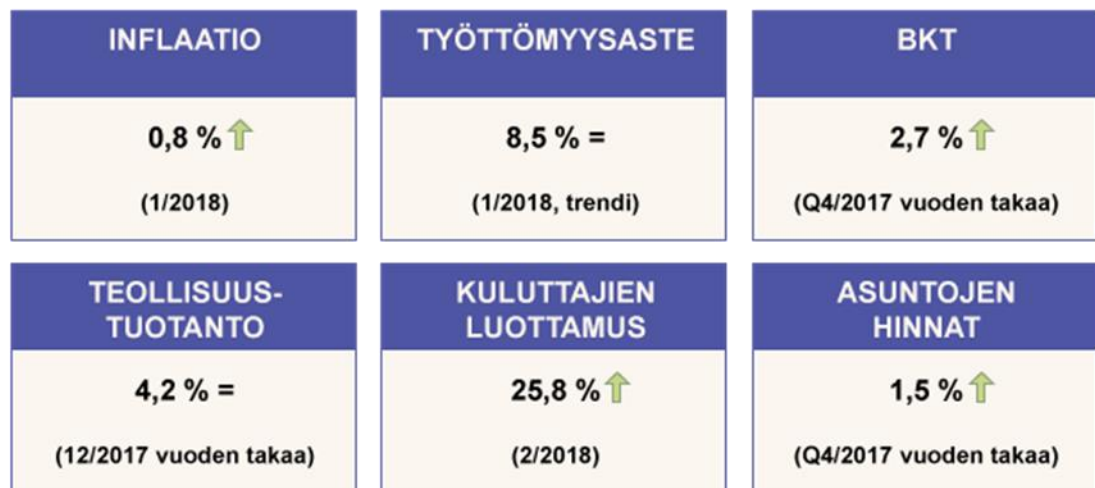 INFLAATIO
0,8 %
(1/2018)
TYÖTTÖMYYSASTE
8,5 % =
(1/2018, trendi)
BKT
2,7 %
(Q4/2017 vuoden takaa)
TEOLLISUUS-
TUOTANTO
4,2 % =
(12/2017 vuoden takaa)
KULUTTAJIEN
LUOTTAMUS
25,8 %
(2/2018)
ASUNTOJEN
HINNAT
1,5 %
(Q4/2017 vuoden takaa)